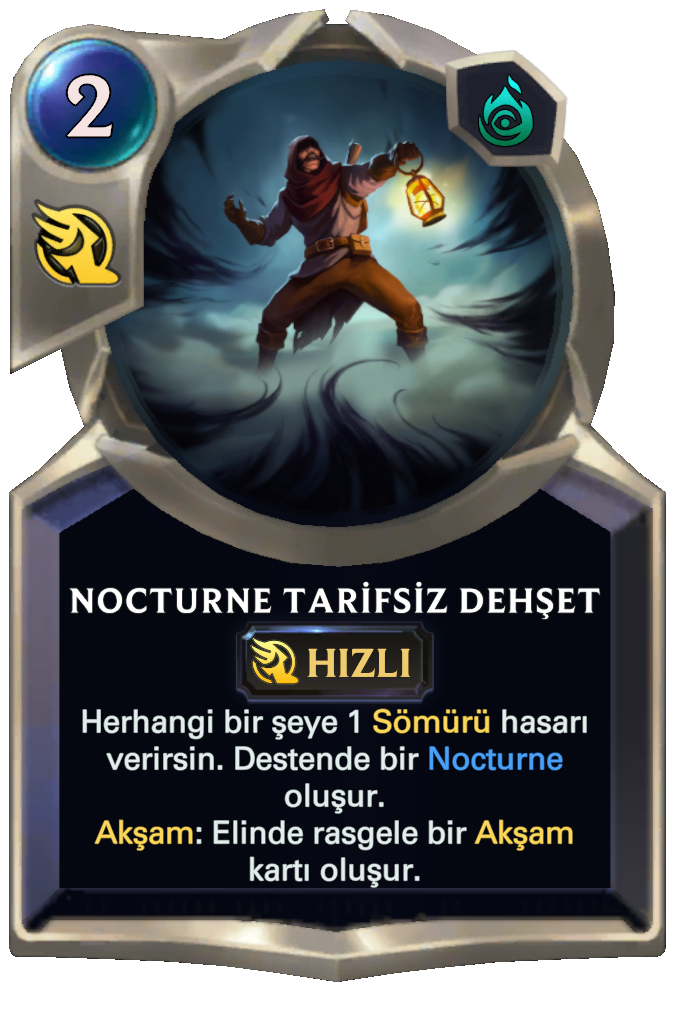 2
NOCTURNE TARİFSİZ DEHŞET
HIZLI
Herhangi bir şeye 1 Sömürü hasarı
verirsin. Destende bir Nocturne
oluşur.
Akşam: Elinde rasgele bir Akşam
kartı oluşur.